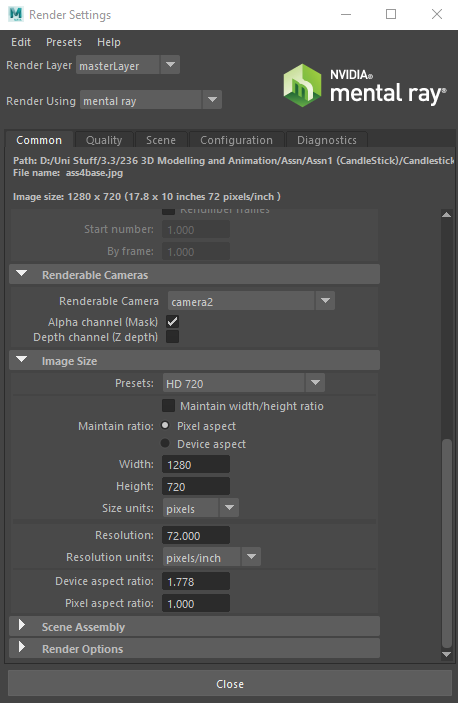 Render Settings
Edit Presets Help
Render Layer masterLayer
NVIDIA®
mental ray®
Render Using mental ray
Common Quality Scene Configuration Diagnostics
Path: D:/Uni Stuff/3.3/236 3D Modelling and Animation/Assn/Assn1 (CandleStick)/Candlestick
File name: ass4base.jpg
Image size: 1280 x 720 (17.8 x 10 inches 72 pixels/inch )
Renumber frames
Start number: 1.000
By frame: 1.000
Renderable Cameras
Renderable Camera camera2
Alpha channel (Mask)
Depth channel (Z depth)
Image Size
Presets: HD 720
Maintain width/height ratio
Maintain ratio: Pixel aspect
Device aspect
Width: 1280
Height: 720
Size units: pixels
Resolution: 72.000
Resolution units: pixels/inch
Device aspect ratio: 1.778
Pixel aspect ratio: 1.000
Scene Assembly
Render Options
Close